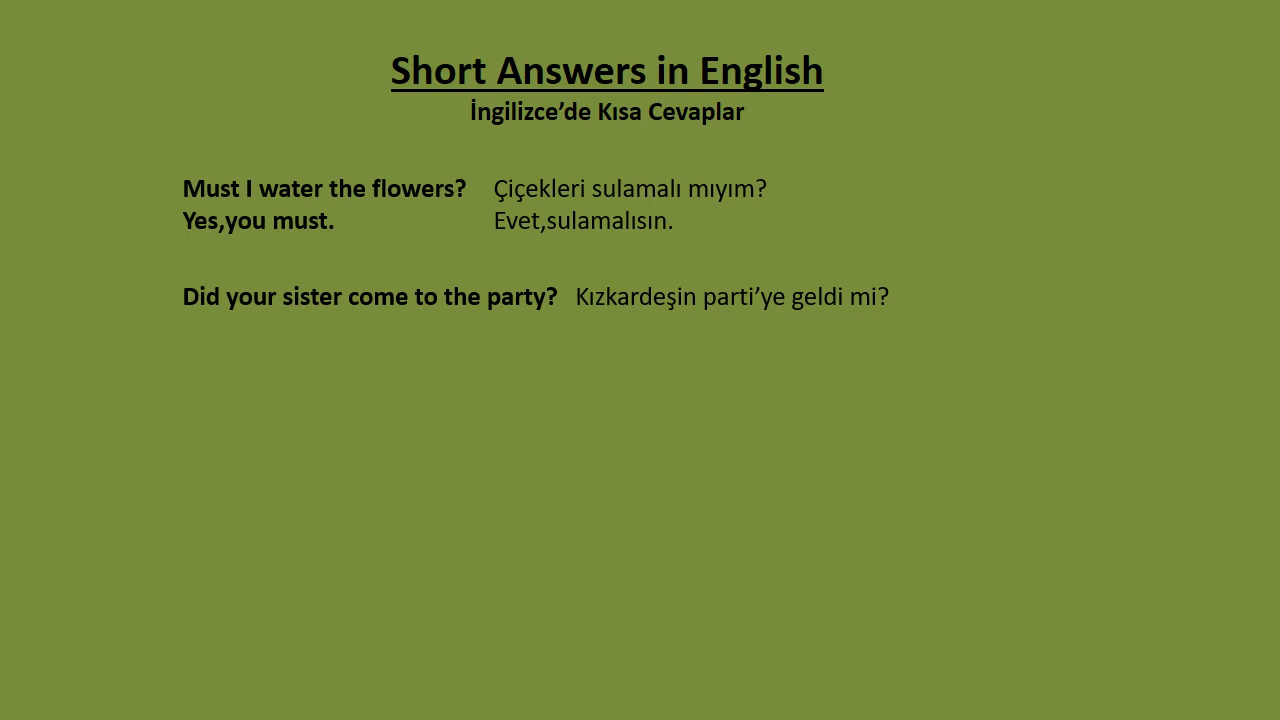 Short Answers in English
İngilizce’de Kısa Cevaplar
Must I water the flowers? Çiçekleri sulamalı mıyım?
Yes,you must. Evet,sulamalısın.
Did your sister come to the party? Kızkardeşin parti’ye geldi mi?